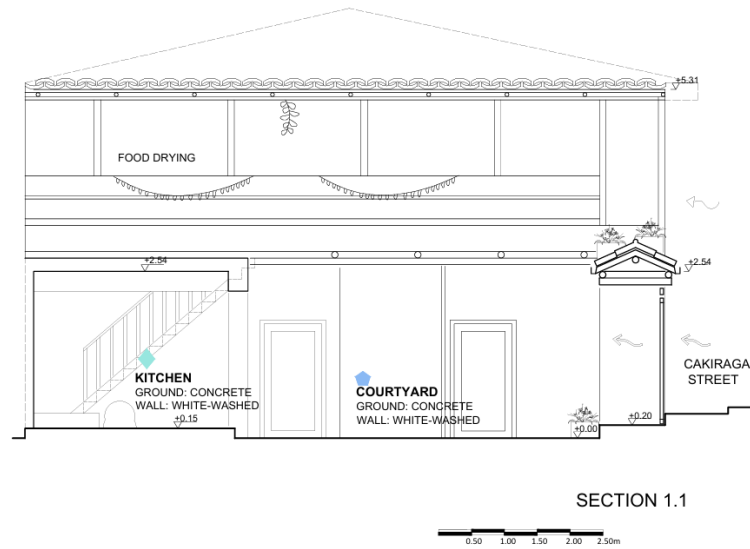 +5.31
FOOD DRYING
+2.54
+2.54
KITCHEN
GROUND: CONCRETE
WALL: WHITE-WASHED
+0.15
COURTYARD
GROUND: CONCRETE
WALL: WHITE-WASHED
+0.00
+0.20
CAKIRAGA
STREET
SECTION 1.1
0.50 1.00 1.50 2.00 2.50m